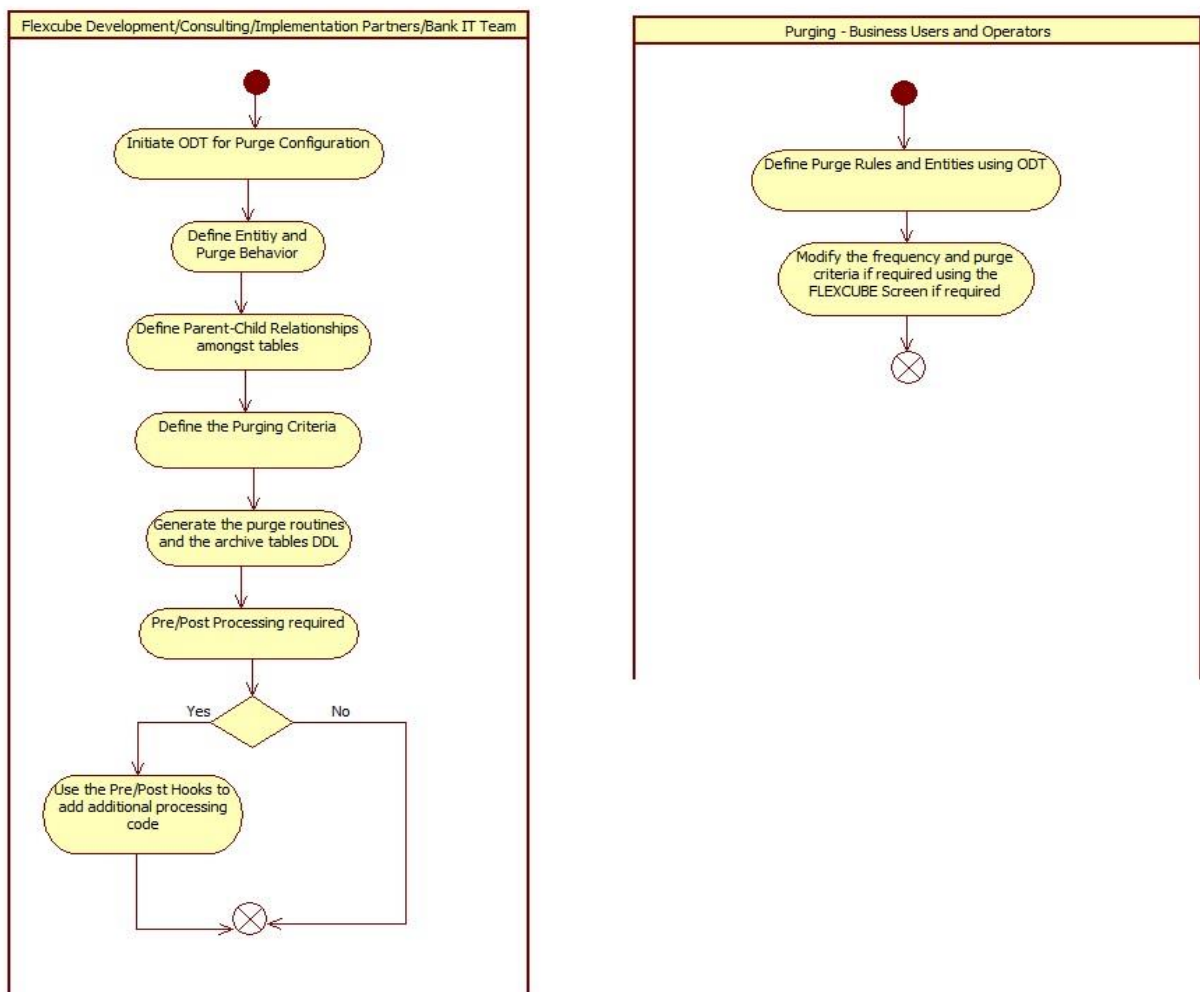 Flexcube Development/Consulting/Implementation Partners/Bank IT Team
Initiate ODT for Purge Configuration
Define Entitiy and
Purge Behavior
Define Parent-Child Relationships
amongst tables
Define the Purging Criteria
Generate the purge routines
and the archive tables DDL
Pre/Post Processing required
Yes
No
Use the Pre/Post Hooks to
add additional processing
code
Purging - Business Users and Operators
Define Purge Rules and Entities using ODT
Modify the frequency and purge
criteria if required using the
FLEXCUBE Screen if required